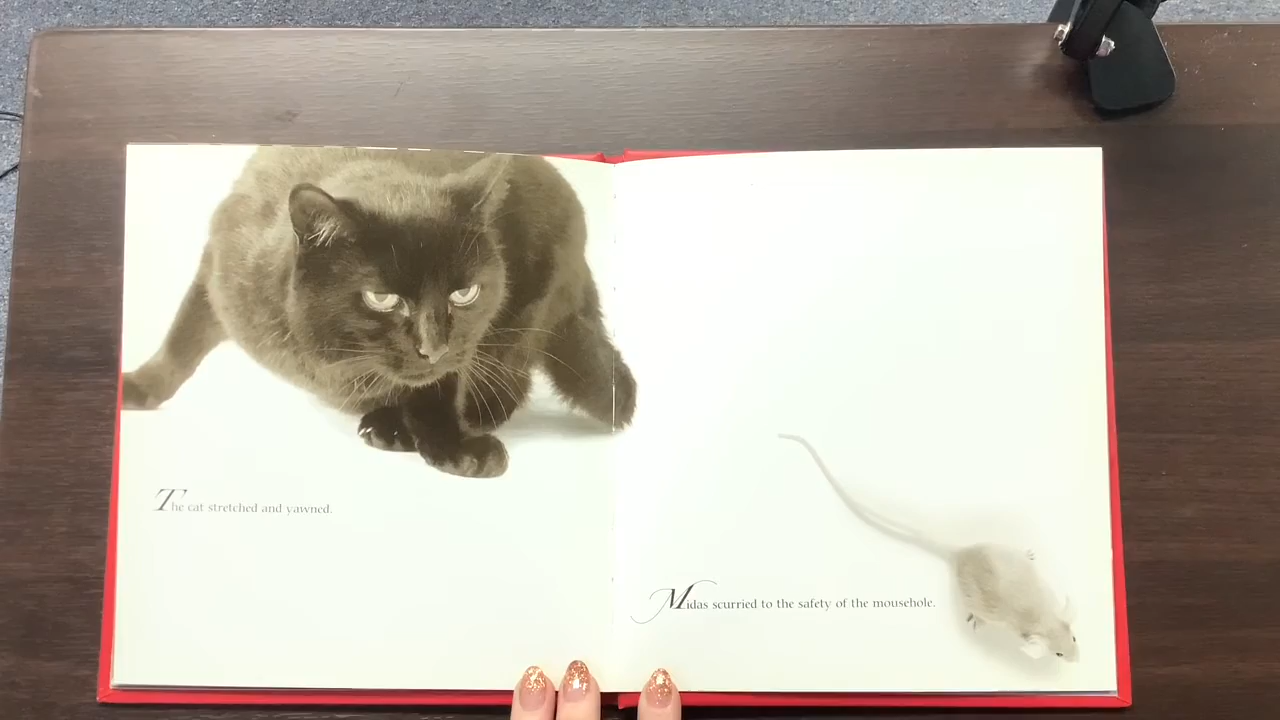 The cat stretched and yawned.
Midas scurried to the safety of the mousehole.